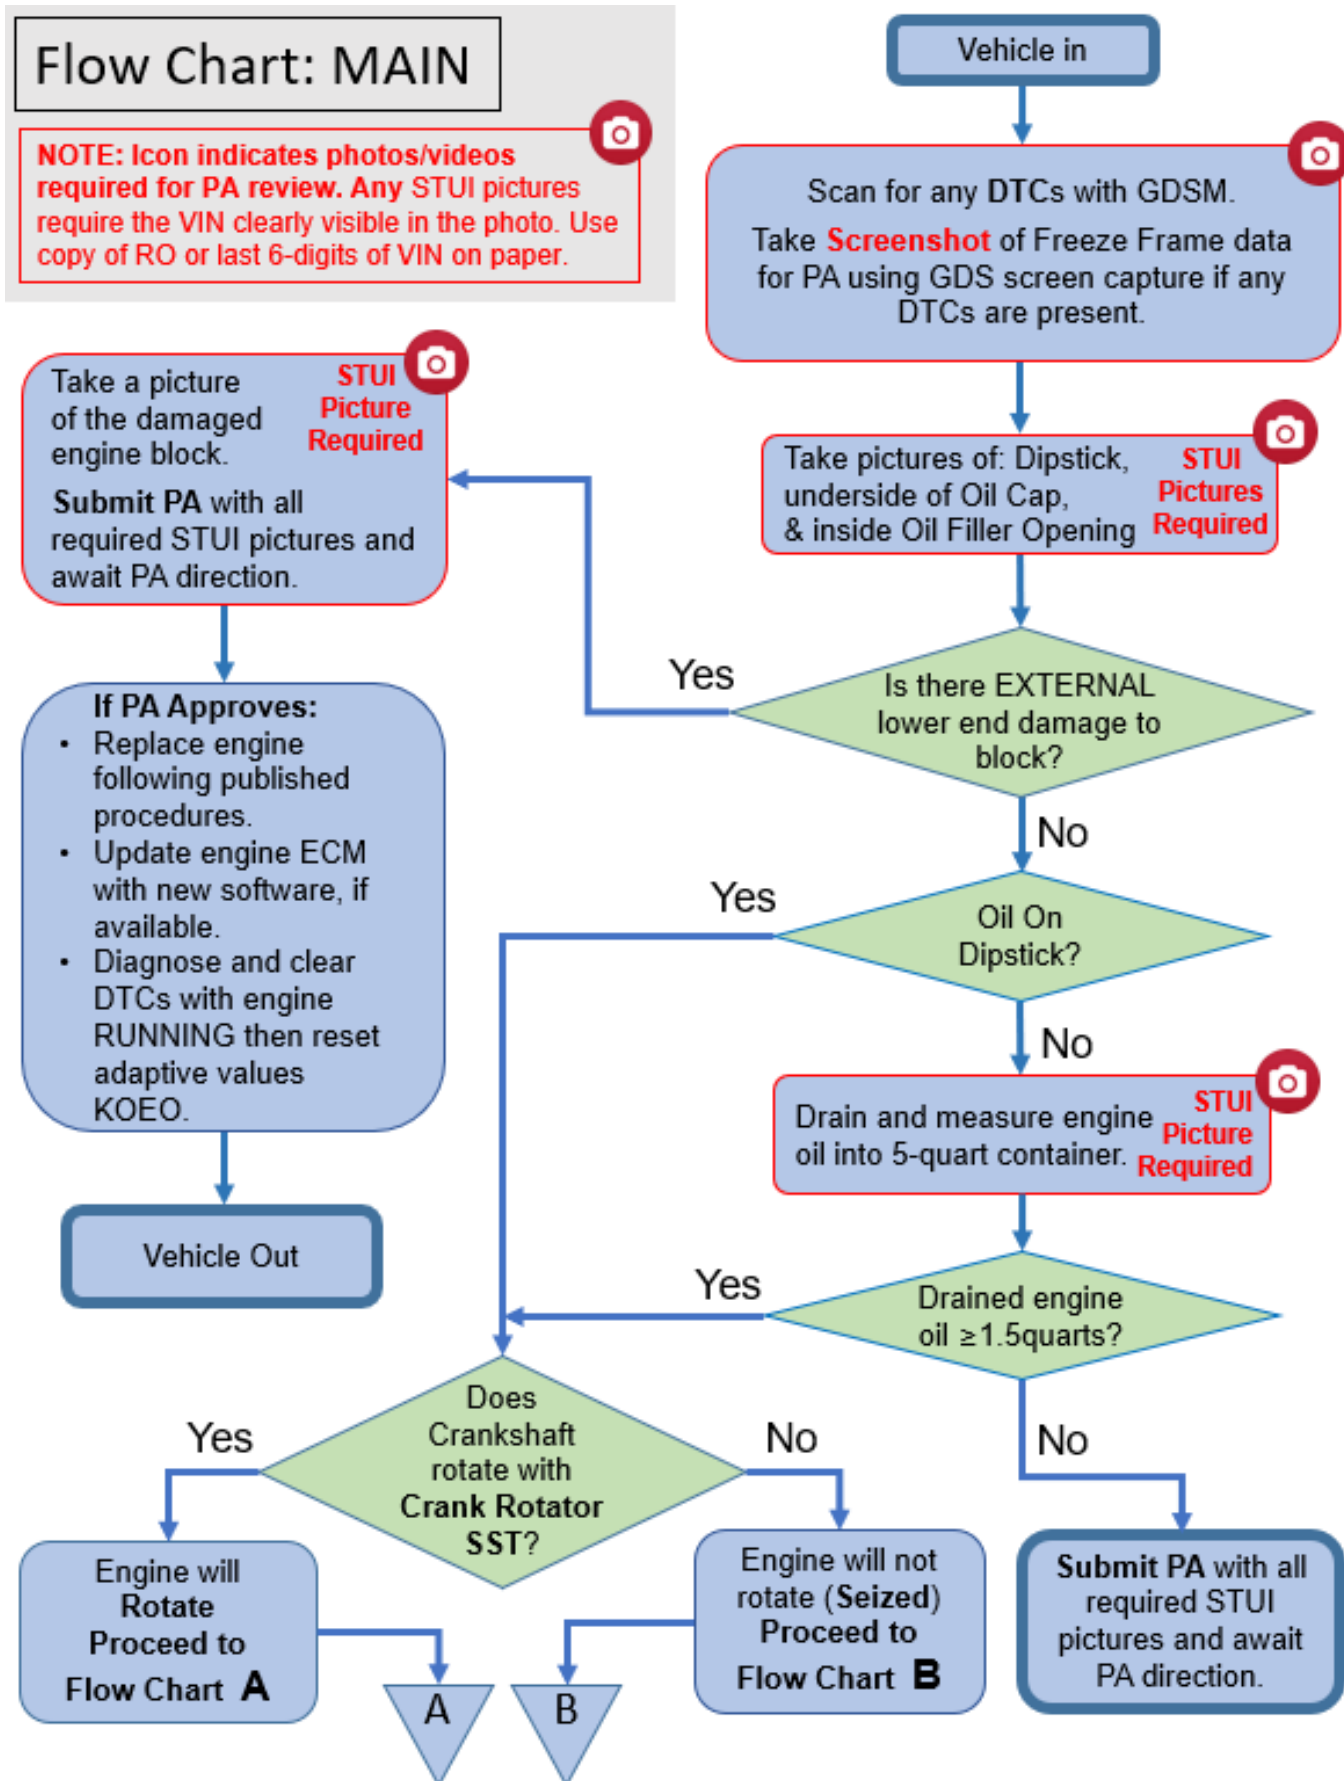 Flow Chart: MAIN
NOTE: Icon indicates photos/videos
required for PA review. Any STUI pictures
require the VIN clearly visible in the photo. Use
copy of RO or last 6-digits of VIN on paper.
Vehicle in
Scan for any DTCs with GDSM.
Take Screenshot of Freeze Frame data
for PA using GDS screen capture if any
DTCs are present.
Take pictures of: Dipstick,
underside of Oil Cap,
& inside Oil Filler Opening
STUI
Pictures
Required
Is there EXTERNAL
lower end damage to
block?
Yes
No
Take a picture
of the damaged
engine block.
STUI
Picture
Required
Submit PA with all
required STUI pictures and
await PA direction.
If PA Approves:
• Replace engine
following published
procedures.
• Update engine ECM
with new software, if
available.
• Diagnose and clear
DTCs with engine
RUNNING then reset
adaptive values
KOEO.
Vehicle Out
Oil On
Dipstick?
Yes
No
Drain and measure engine
oil into 5-quart container.
STUI
Picture
Required
Drained engine
oil ≥1.5quarts?
Yes
No
Does
Crankshaft
rotate with
Crank Rotator
SST?
Yes
No
Engine will
Rotate
Proceed to
Flow Chart A
A
Engine will not
rotate (Seized)
Proceed to
Flow Chart B
B
Submit PA with all
required STUI
pictures and await
PA direction.